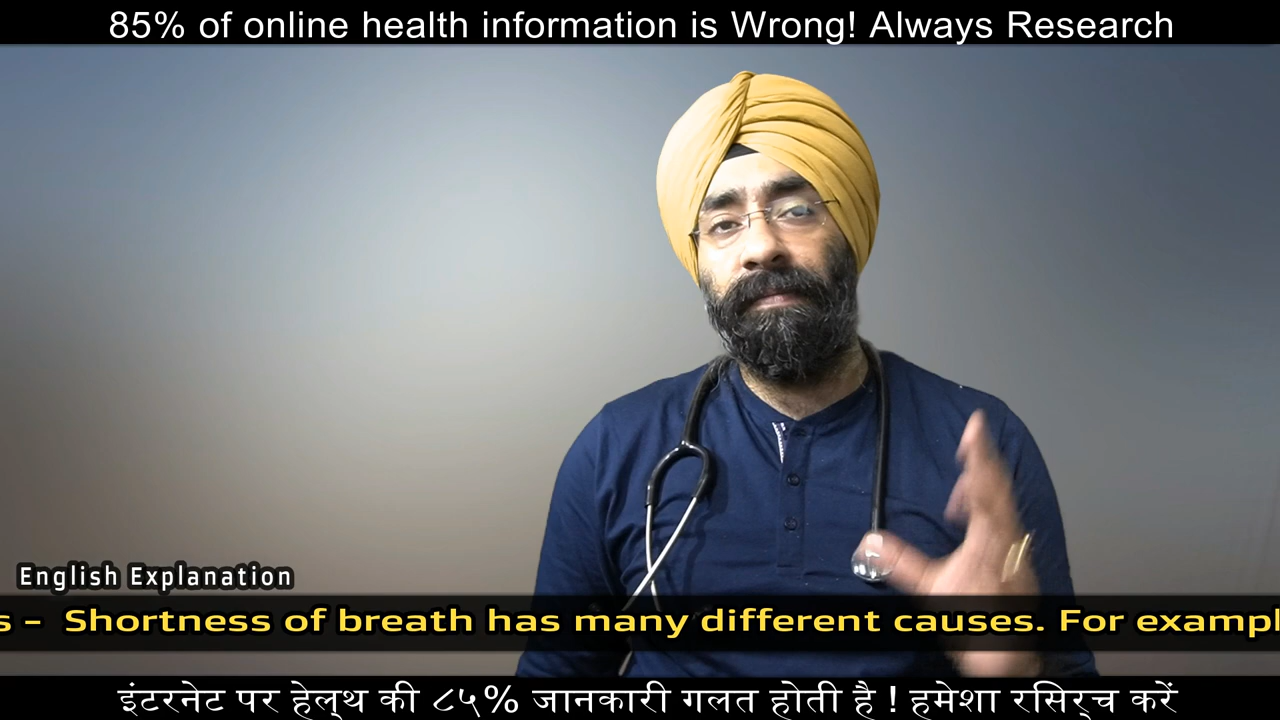 85% of online health information is Wrong! Always Research
English Explanation
s – Shortness of breath has many different causes. For exampl
इंटरनेट पर हेल्‌थ की ८५% जानकारी गलत होती है ! हमेशा रसिर्‌च करें